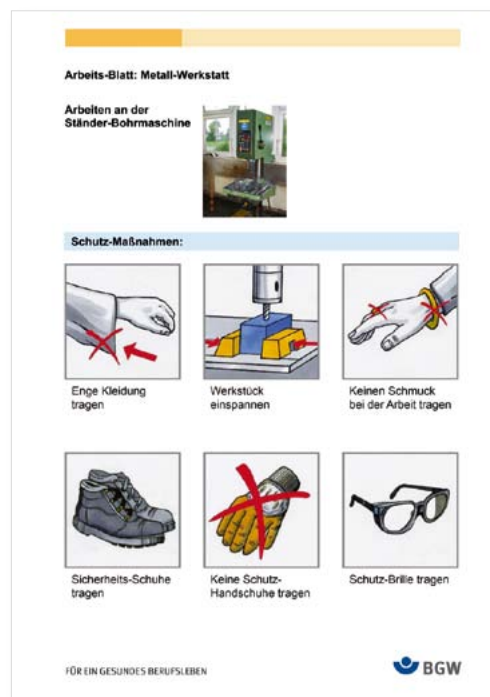 Arbeits-Blatt: Metall-Werkstatt
Arbeiten an der
Ständer-Bohrmaschine
Schutz-Maßnahmen:
Enge Kleidung
tragen
Werkstück
einspannen
Keinen Schmuck
bei der Arbeit tragen
Sicherheits-Schuhe
tragen
Keine Schutz-
Handschuhe tragen
Schutz-Brille tragen
FÜR EIN GESUNDES BERUFSLEBEN
BGW